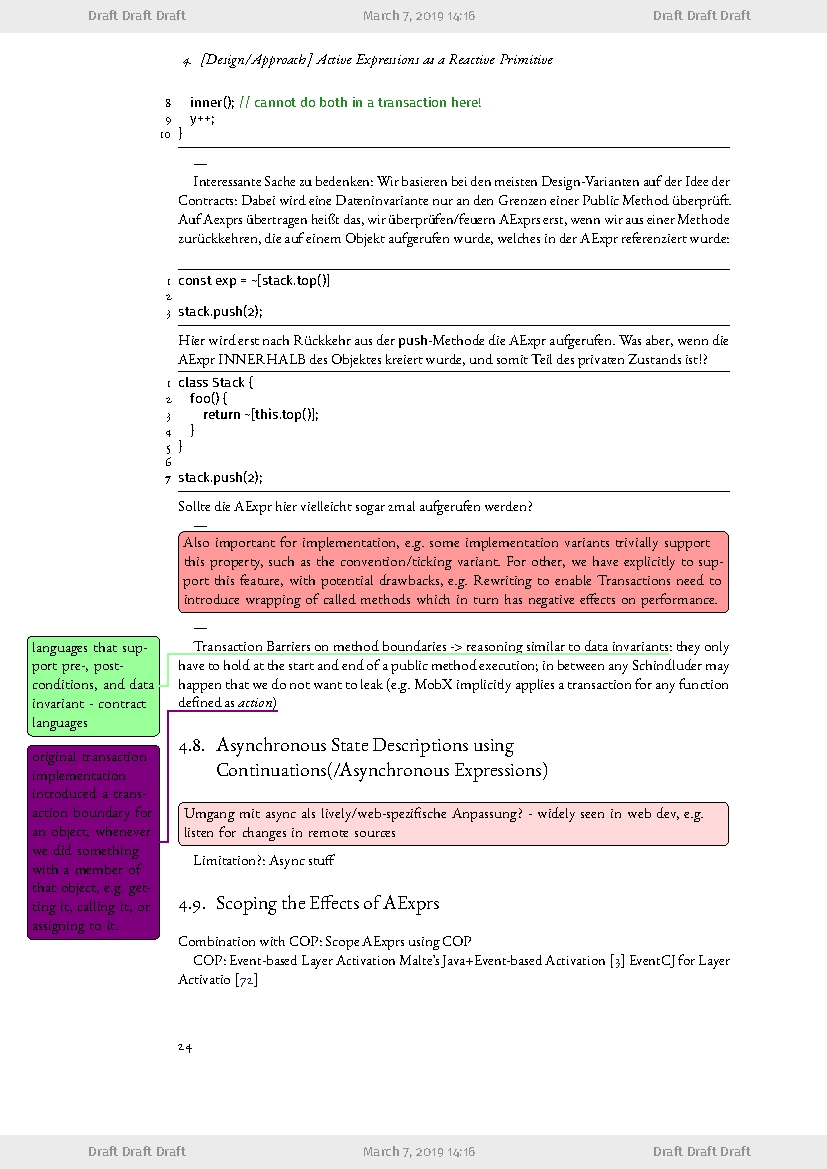 Draft Draft Draft March 7, 2019 14:16 Draft Draft Draft
4. [Design/Approach] Active Expressions as a Reactive Primitive
8 inner(); // cannot do both in a transaction here!
9 y++;
10 }
—
Interessante Sache zu bedenken: Wir basieren bei den meisten Design-Varianten auf der Idee der
Contracts: Dabei wird eine Dateninvariante nur an den Grenzen einer Public Method überprüft.
Auf Aexprs übertragen heißt das, wir überprüfen/feuern AExprs erst, wenn wir aus einer Methode
zurückkehren, die auf einem Objekt aufgerufen wurde, welches in der AExpr referenziert wurde:
1 const exp = ~[stack.top()]
2
3 stack.push(2);
Hier wird erst nach Rückkehr aus der push-Methode die AExpr aufgerufen. Was aber, wenn die
AExpr INNERHALB des Objektes kreiert wurde, und somit Teil des privaten Zustands ist!?
1 class Stack {
2 foo() {
3 return ~[this.top()];
4 }
5 }
6
7 stack.push(2);
Sollte die AExpr hier vielleicht sogar 2mal aufgerufen werden?
—
Also important for implementation, e.g. some implementation variants trivially support
this property, such as the convention/ticking variant. For other, we have explicitly to sup-
port this feature, with potential drawbacks, e.g. Rewriting to enable Transactions need to
introduce wrapping of called methods which in turn has negative effects on performance.
—
Transaction Barriers on method boundaries -> reasoning similar to data invariants: they only
have to hold at the start and end of a public method execution; in between any Schindluder may
happen that we do not want to leak (e.g. MobX implicitly applies a transaction for any function
defined as action)
languages that sup-
port pre-, post-
conditions, and data
invariant - contract
languages
original transaction
implementation
introduced a trans-
action boundary for
an object, whenever
we did something
with a member of
that object, e.g. get-
ting it, calling it, or
assigning to it.
4.8. Asynchronous State Descriptions using
Continuations(/Asynchronous Expressions)
Umgang mit async als lively/web-spezifische Anpassung? - widely seen in web dev, e.g.
listen for changes in remote sources
Limitation?: Async stuff
4.9. Scoping the Effects of AExprs
Combination with COP: Scope AExprs using COP
COP: Event-based Layer Activation Malte's Java+Event-based Activation [3] EventCJ for Layer
Activatio [72]
24
Draft Draft Draft March 7, 2019 14:16 Draft Draft Draft